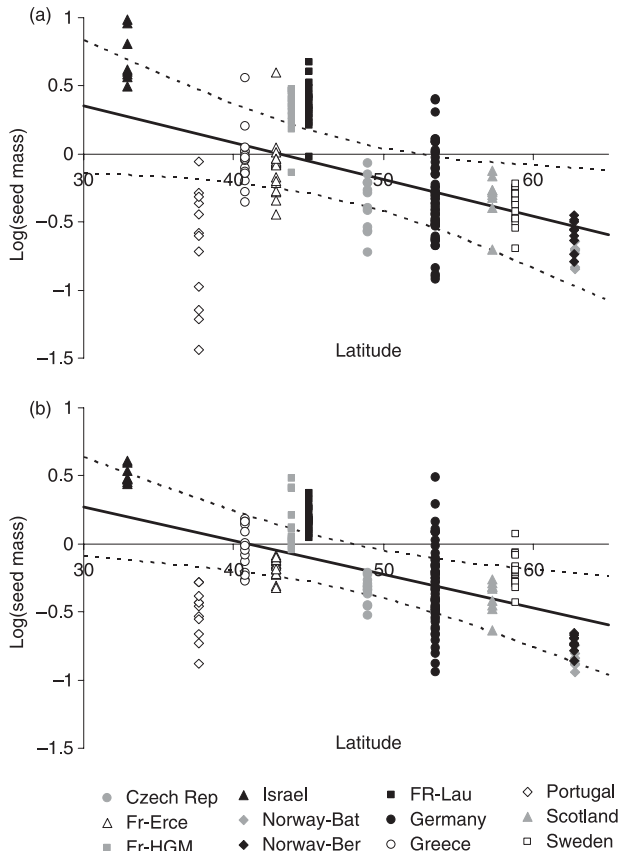 (a)
1
0.5
0
30
40
50
60
−0.5
−1
−1.5
Log(seed mass)
Latitude
(b)
1
0.5
0
30
40
50
60
−0.5
−1
−1.5
Log(seed mass)
Latitude
Czech Rep
Israel
FR-Lau
Portugal
Fr-Erce
Norway-Bat
Germany
Scotland
Fr-HGM
Norway-Ber
Greece
Sweden